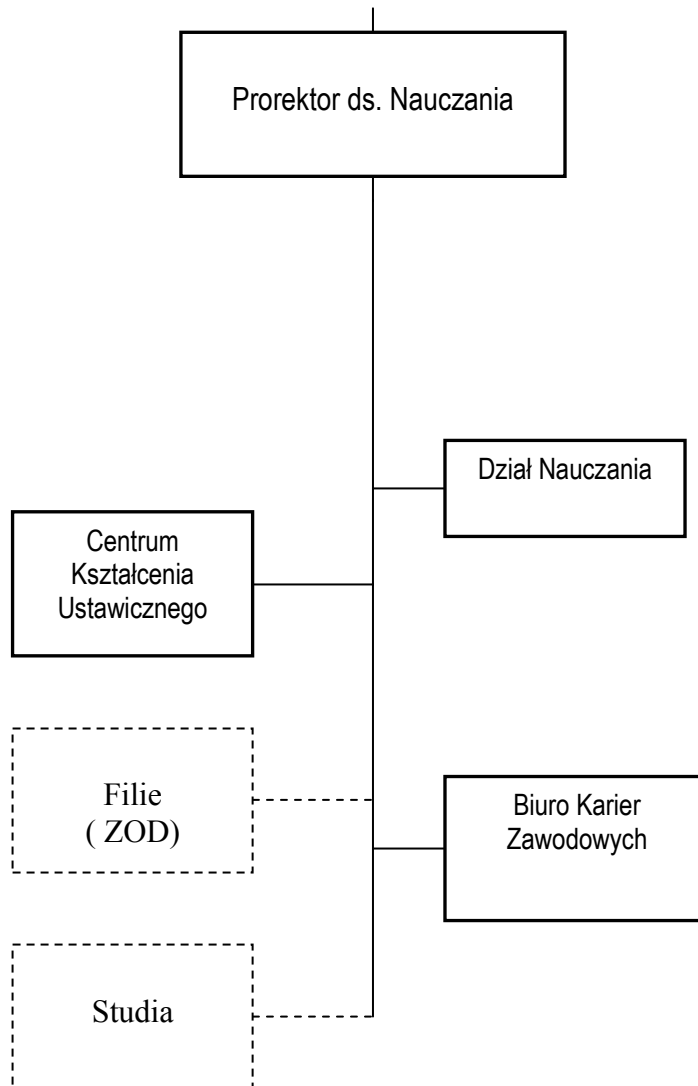 Prorektor ds. Nauczania
Dział Nauczania
Centrum
Kształcenia
Ustawicznego
Filie
( ZOD)
Biuro Karier
Zawodowych
Studia